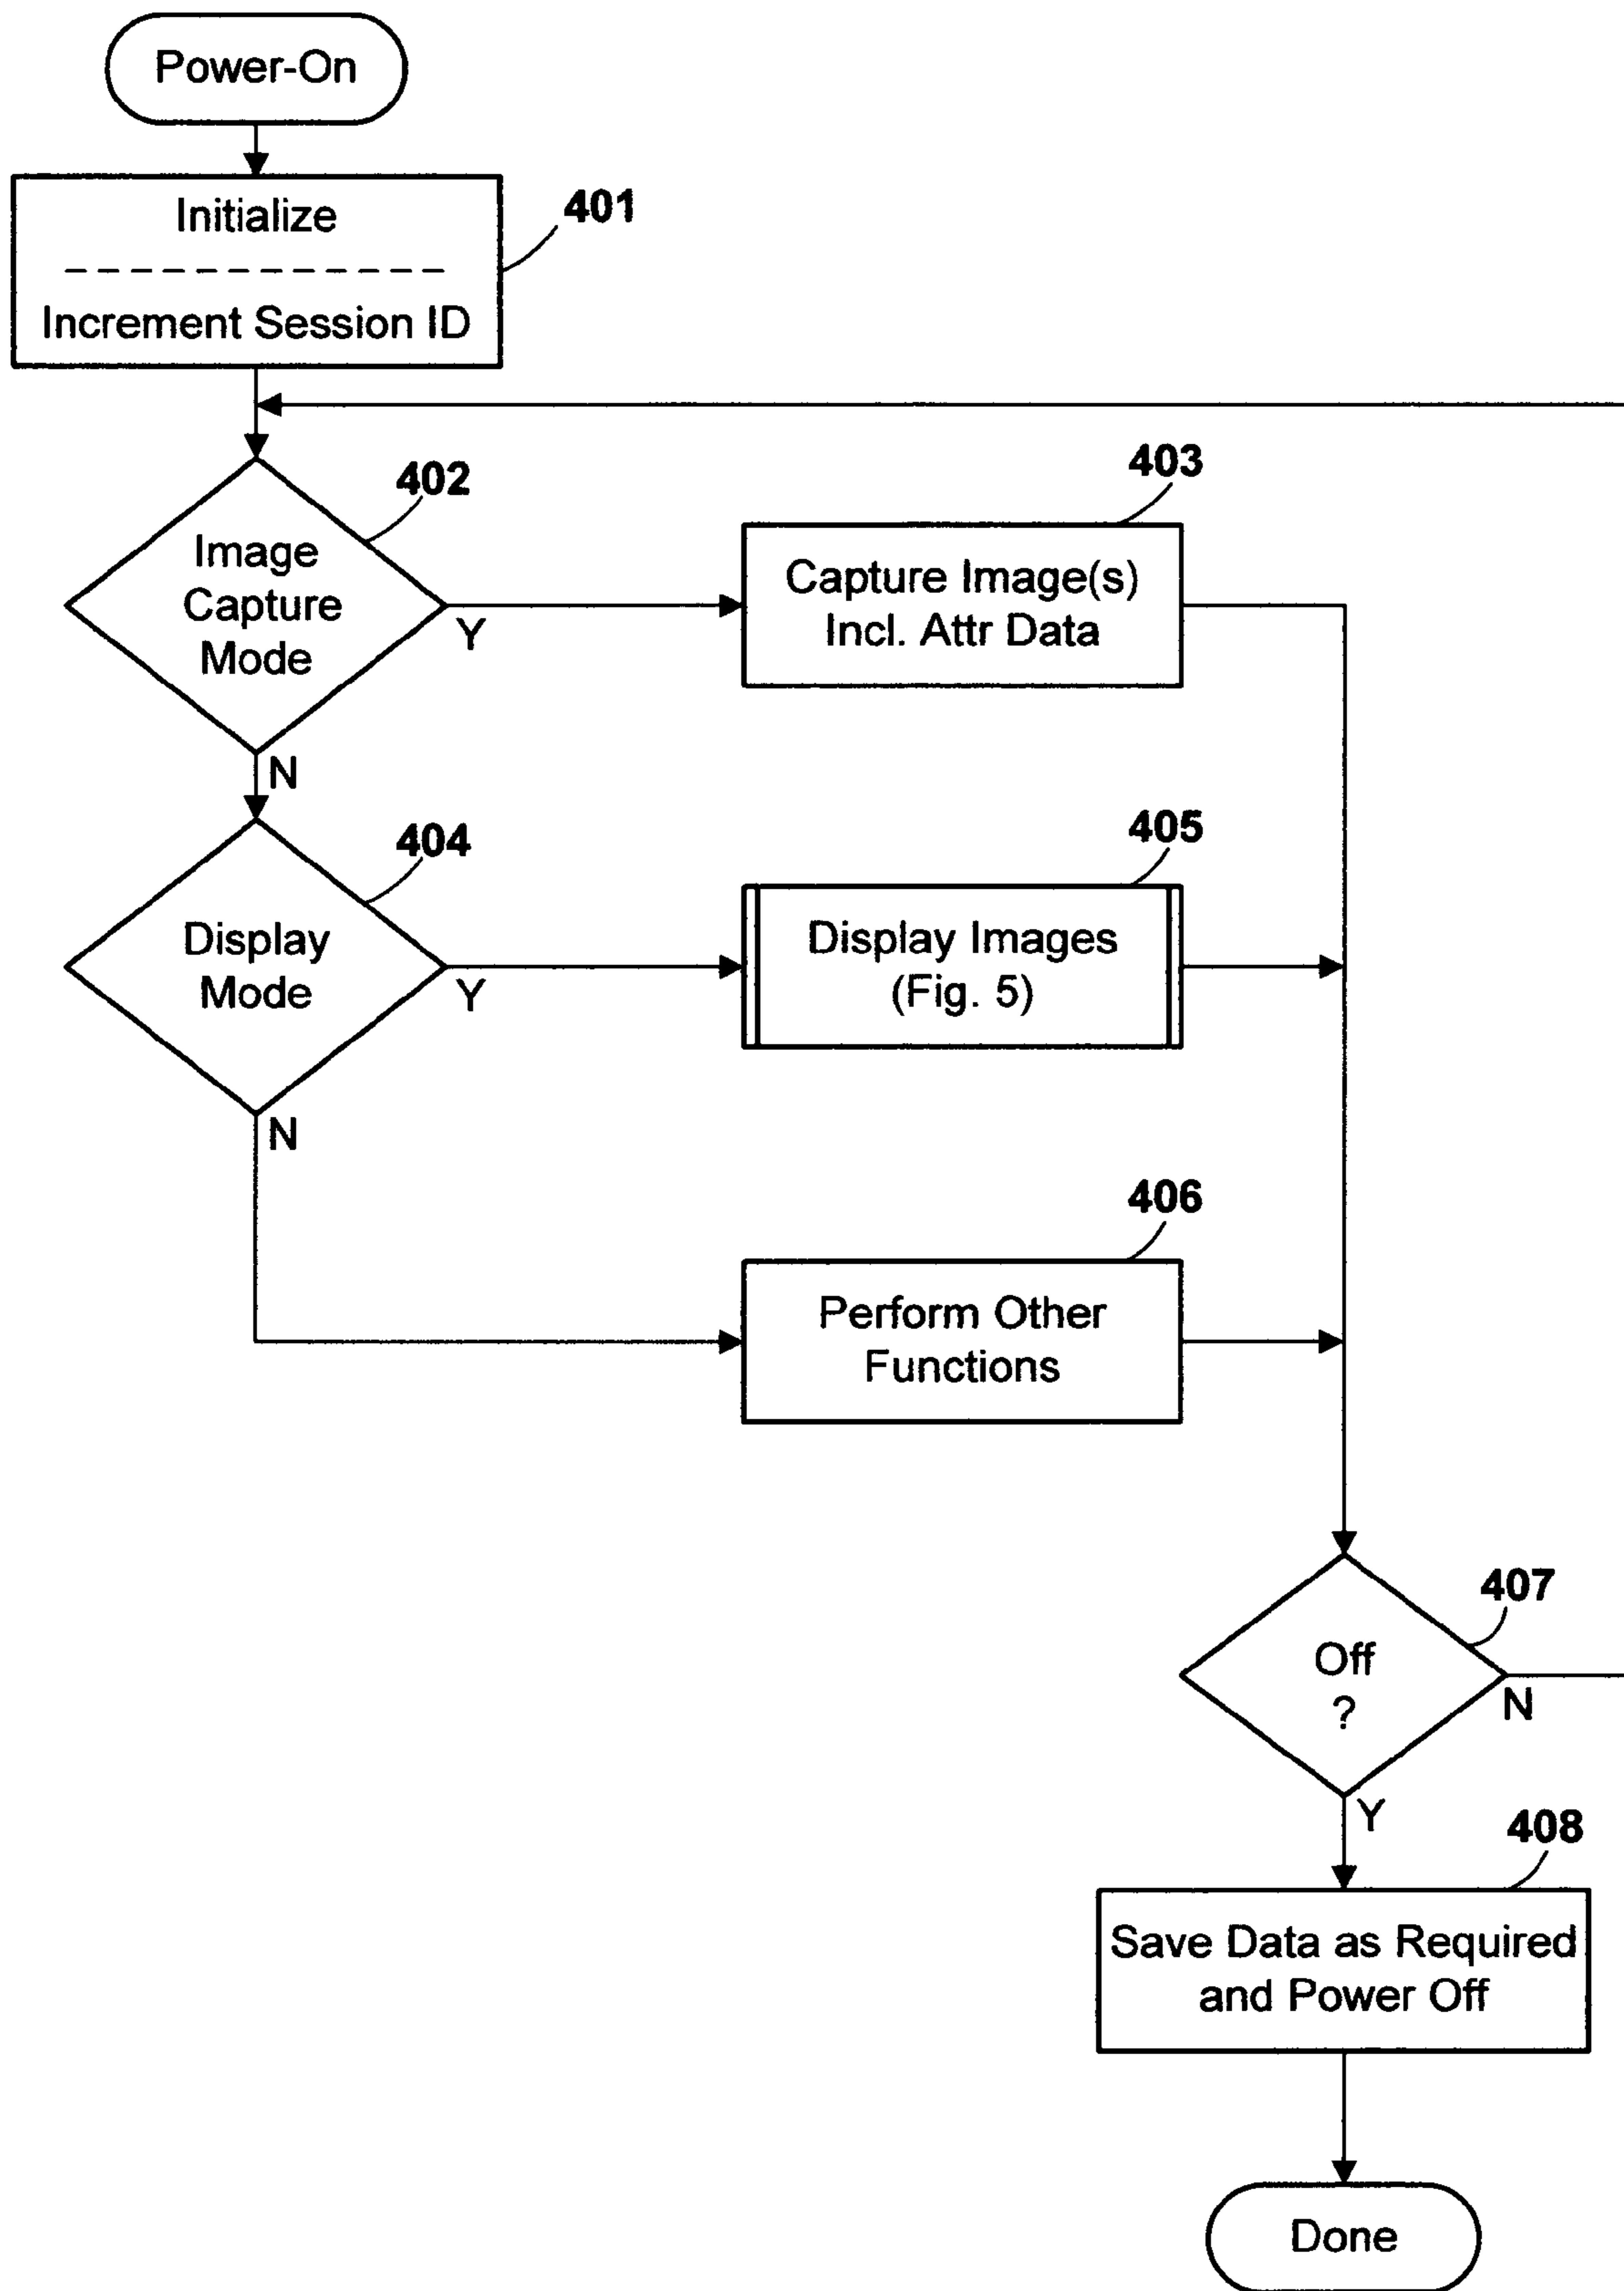 Power-On
Initialize
Increment Session ID
401
402
Image
Capture
Mode
Y
N
403
Capture Image(s)
Incl. Attr Data
404
Display
Mode
Y
N
405
Display Images
(Fig. 5)
406
Perform Other
Functions
407
Off
?
N
Y
408
Save Data as Required
and Power Off
Done